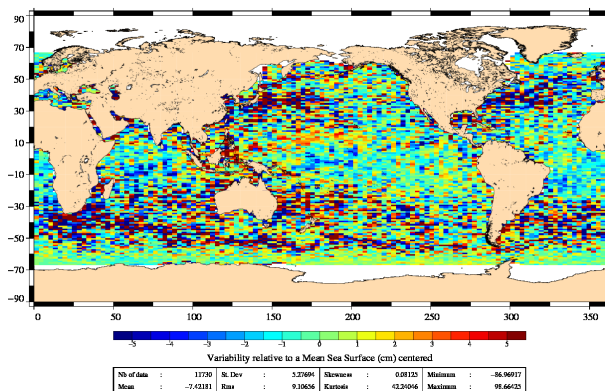 90
70
50
30
10
−10
−30
−50
−70
−90
0 50 100 150 200 250 300 350
−5 −4 −3 −2 −1 0 1 2 3 4 5
Variability relative to a Mean Sea Surface (cm) centered
Nb of data : 11730 St. Dev : 5.27694 Skewness : 0.08125 Minimum : −86.96917
Mean : −7.42181 Rms : 9.10636 Kurtosis : 42.24046 Maximum : 98.66425